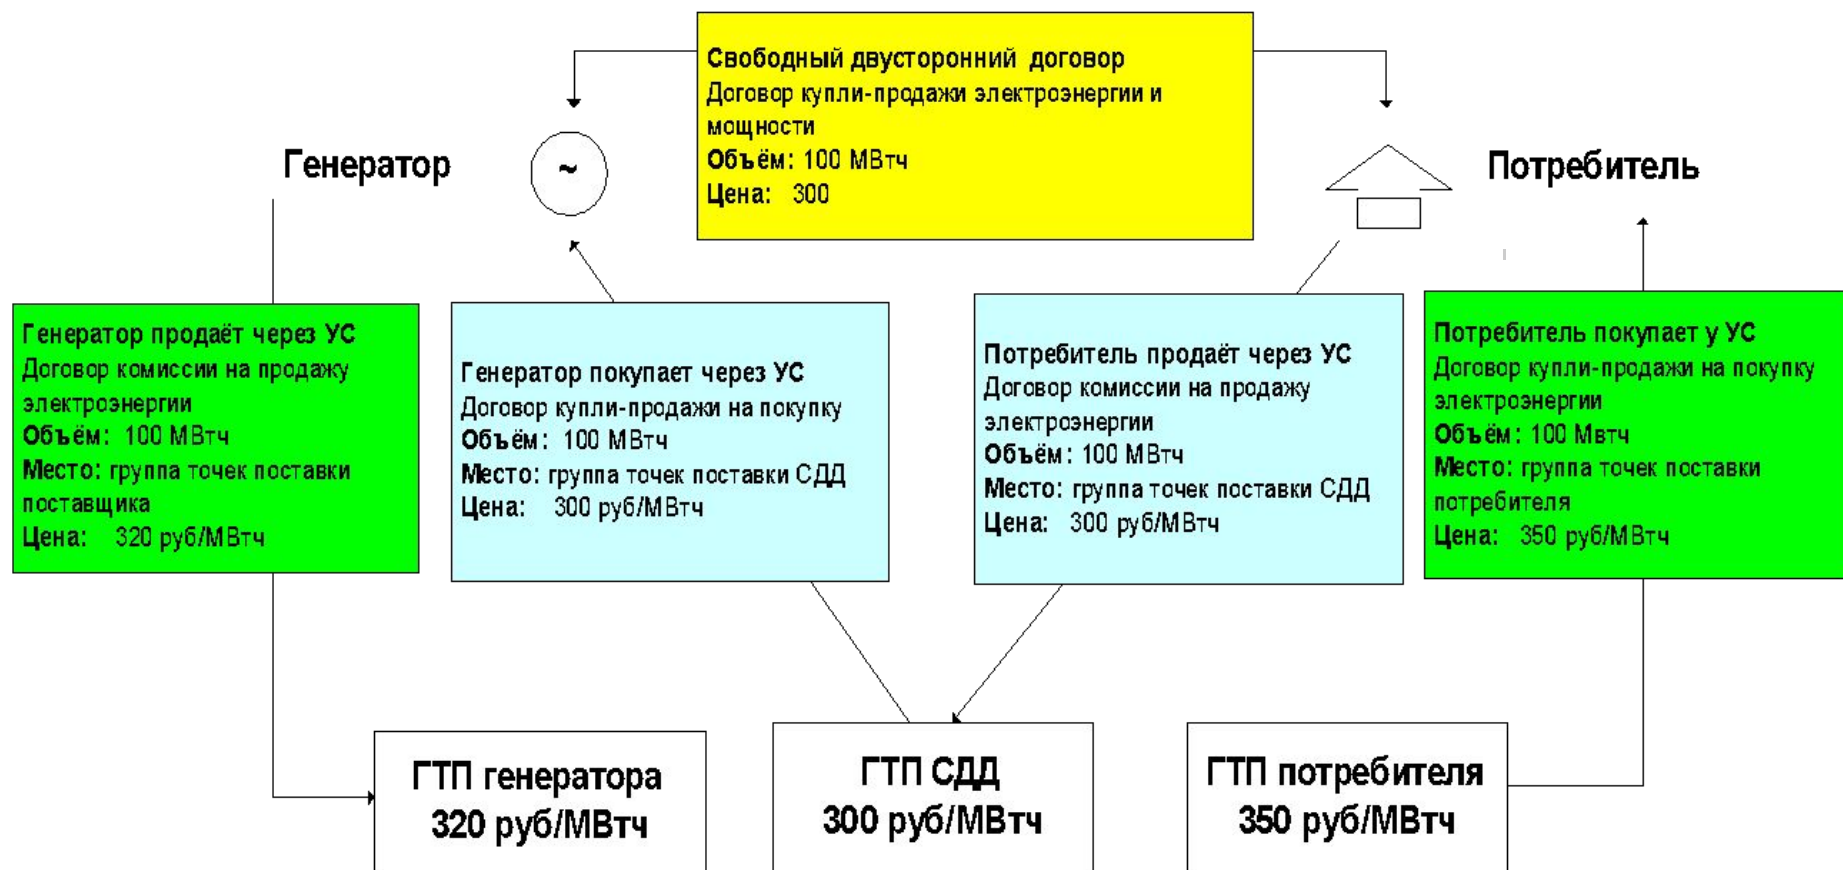 Свободный двусторонний договор
Договор купли-продажи электроэнергии и
мощности
Объём: 100 МВтч
Цена: 300
Генератор
~
Потребитель
Генератор продаёт через УС
Договор комиссии на продажу
электроэнергии
Объём: 100 МВтч
Место: группа точек поставки
поставщика
Цена: 320 руб/МВтч
Генератор покупает через УС
Договор купли-продажи на покупку
Объём: 100 МВтч
Место: группа точек поставки СДД
Цена: 300 руб/МВтч
Потребитель продаёт через УС
Договор комиссии на продажу
электроэнергии
Объём: 100 МВтч
Место: группа точек поставки СДД
Цена: 300 руб/МВтч
Потребитель покупает у УС
Договор купли-продажи на покупку
электроэнергии
Объём: 100 Мвтч
Место: группа точек поставки
потребителя
Цена: 350 руб/МВтч
ГТП генератора
320 руб/МВтч
ГТП СДД
300 руб/МВтч
ГТП потребителя
350 руб/МВтч